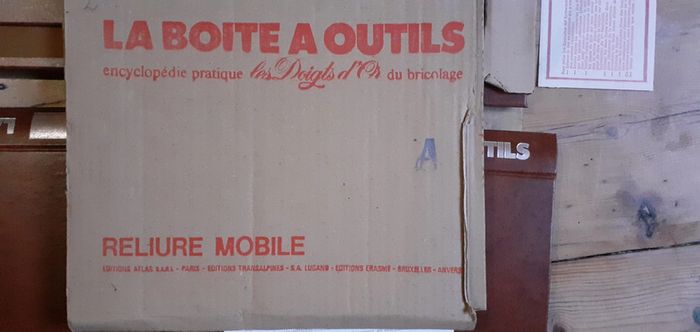 LA BOITE A OUTILS
encyclopédie pratique les Doigts d'Or du bricolage
A
TILS
RELIURE MOBILE
EDITIONS ATLAS S.A.R.L - PARIS - EDITIONS TRANSALPINES - S.A. LUGANO - EDITIONS ERASME - BRUXELLES - ANVERS